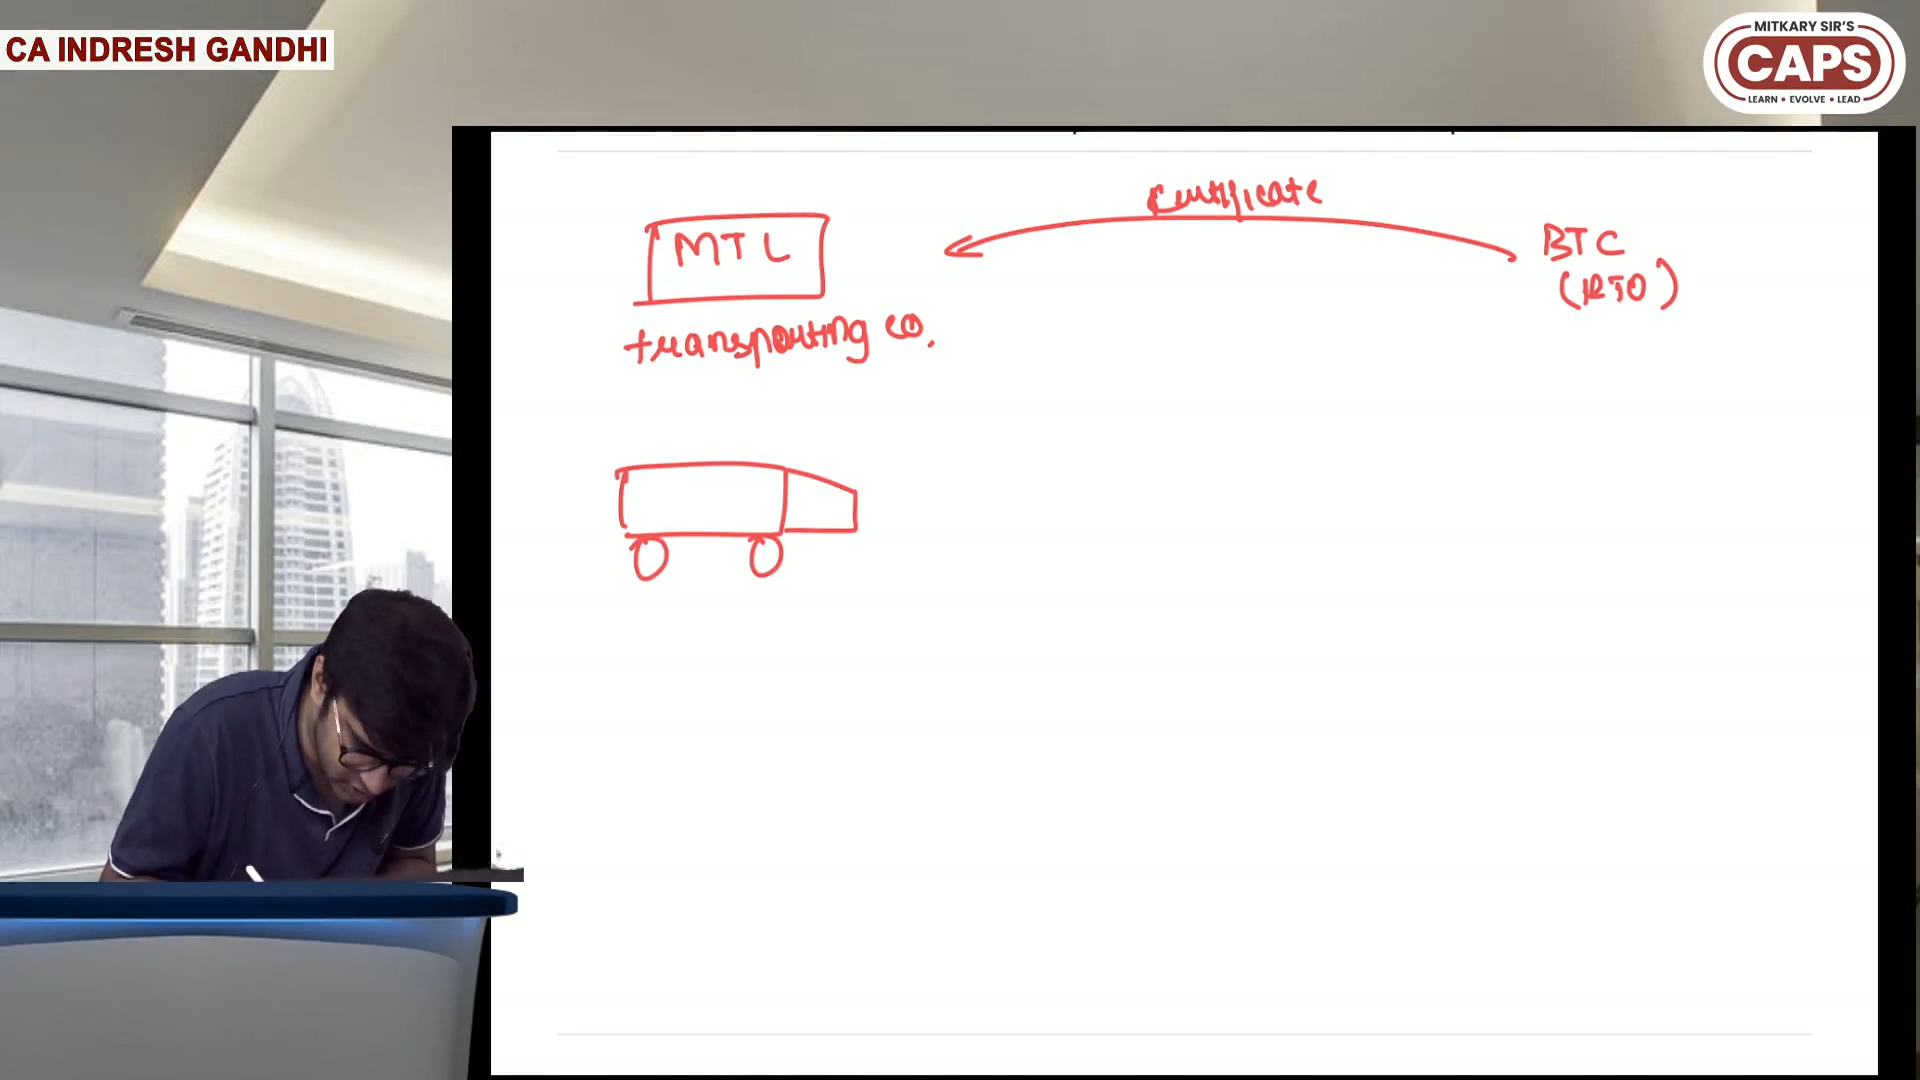 CA INDRESH GANDHI
MITKARY SIR'S
CAPS
LEARN • EVOLVE • LEAD
certificate
MTL
BTC
(RTO)
transporting co.